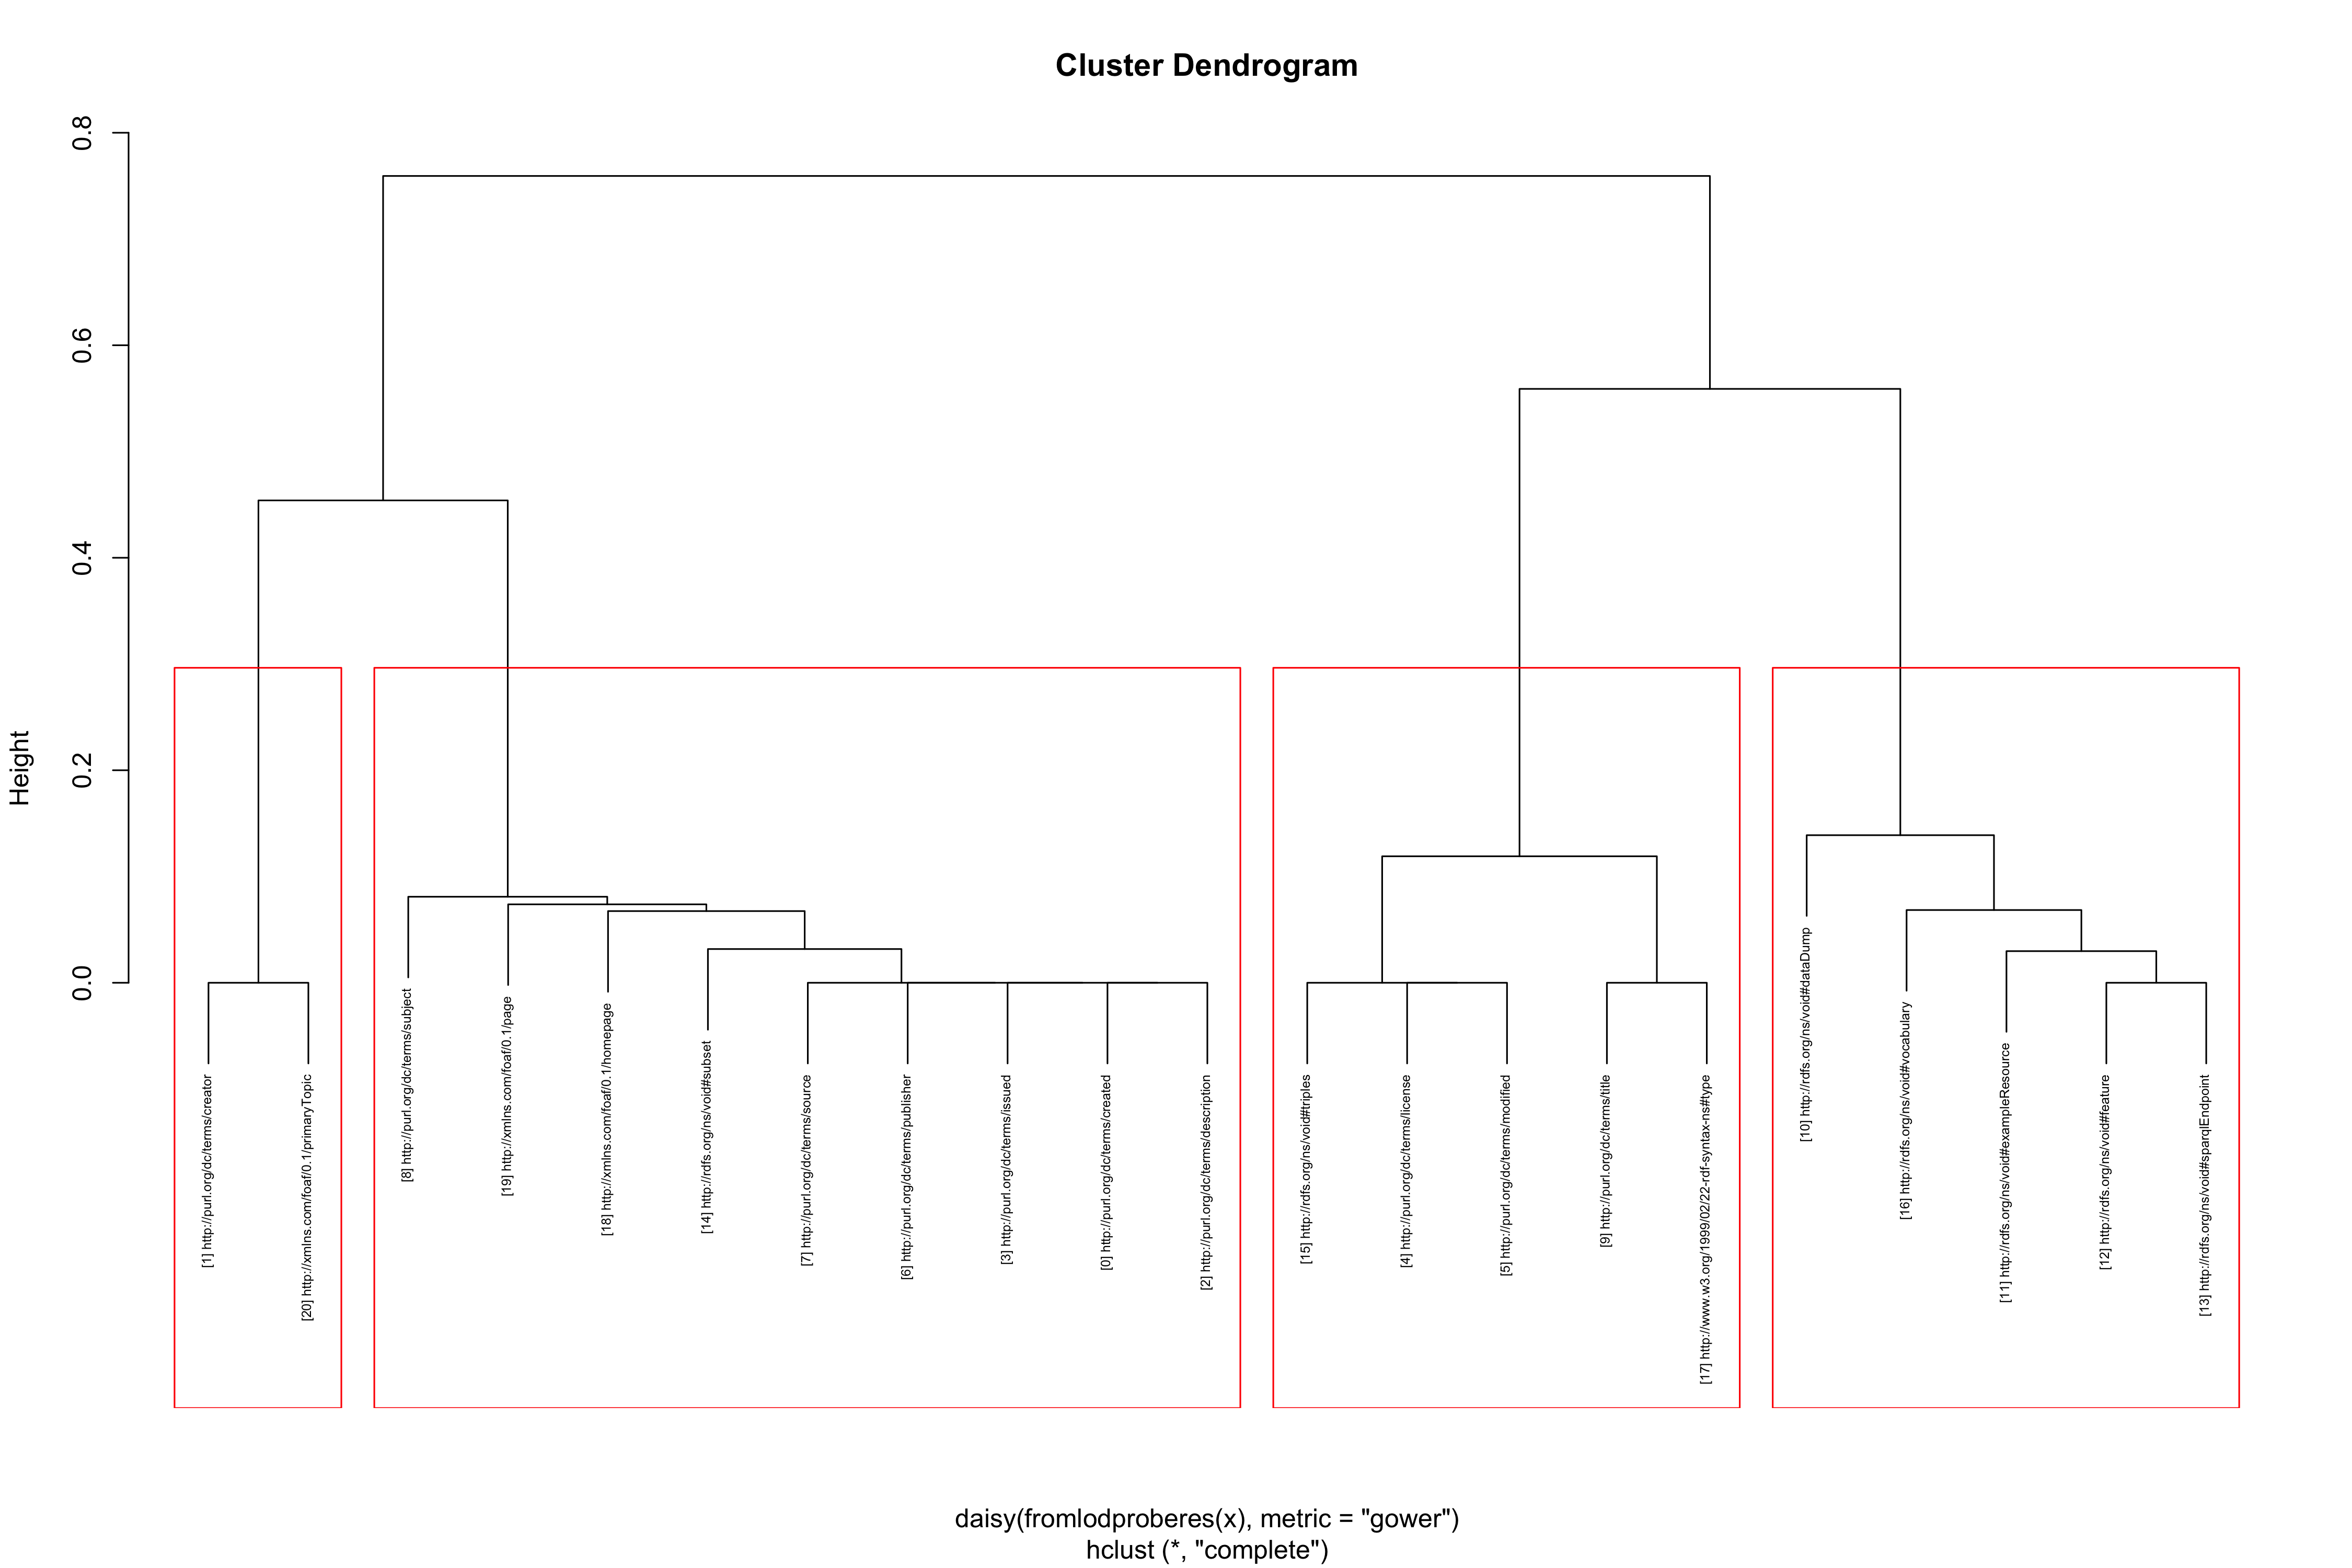 Cluster Dendrogram
Height
0.8
0.6
0.4
0.2
0.0
[1] http://purl.org/dc/terms/creator
[20] http://xmlns.com/foaf/0.1/primaryTopic
[8] http://purl.org/dc/terms/subject
[19] http://xmlns.com/foaf/0.1/page
[18] http://xmlns.com/foaf/0.1/homepage
[14] http://rdfs.org/ns/void#subset
[7] http://purl.org/dc/terms/source
[6] http://purl.org/dc/terms/publisher
[3] http://purl.org/dc/terms/issued
[0] http://purl.org/dc/terms/created
[2] http://purl.org/dc/terms/description
[15] http://rdfs.org/ns/void#triples
[4] http://purl.org/dc/terms/license
[5] http://purl.org/dc/terms/modified
[9] http://purl.org/dc/terms/title
[17] http://www.w3.org/1999/02/22-rdf-syntax-ns#type
[10] http://rdfs.org/ns/void#dataDump
[16] http://rdfs.org/ns/void#vocabulary
[11] http://rdfs.org/ns/void#exampleResource
[12] http://rdfs.org/ns/void#feature
[13] http://rdfs.org/ns/void#sparqlEndpoint
daisy(fromlodproberes(x), metric = "gower")
hclust (*, "complete")